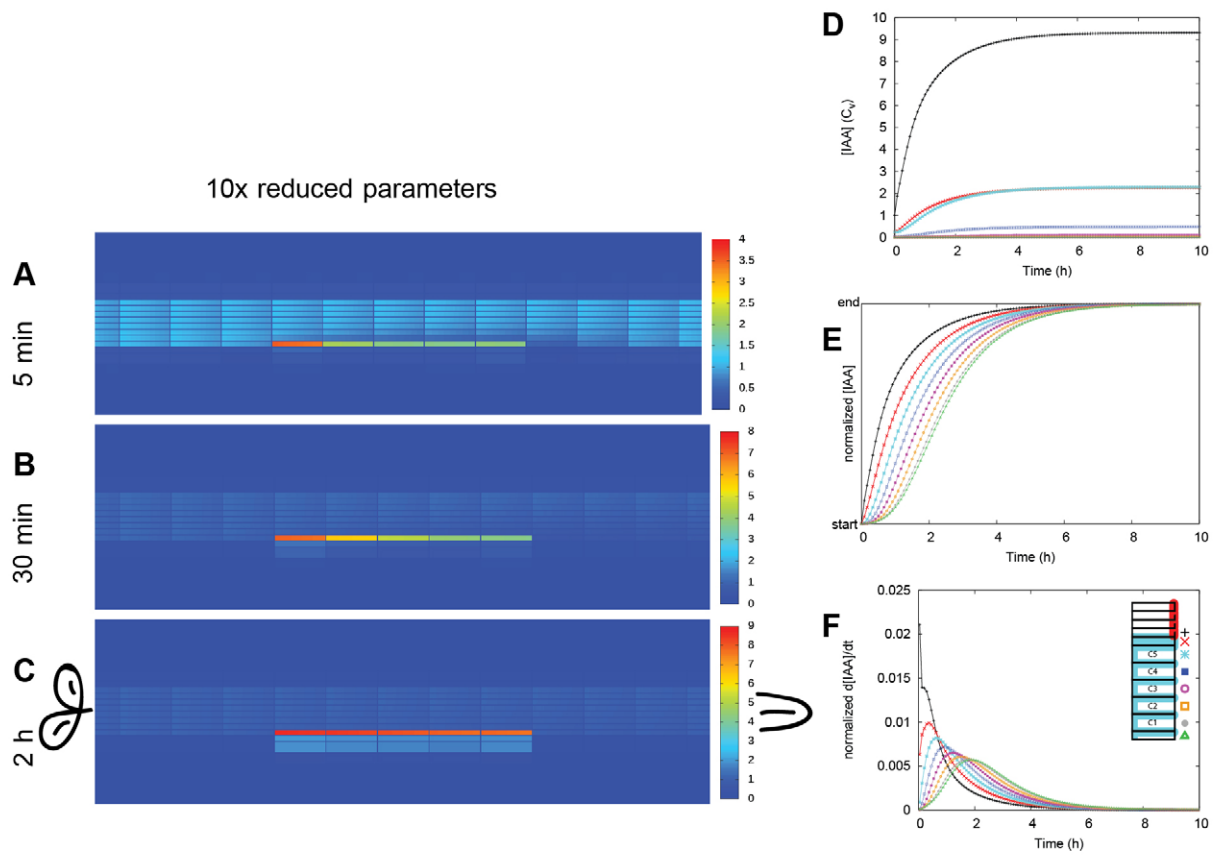 10x reduced parameters
A
5 min
4
3.5
3
2.5
2
1.5
1
0.5
0
B
30 min
8
7
6
5
4
3
2
1
0
C
2 h
9
8
7
6
5
4
3
2
1
0
D
[IAA] (Cv)
10
9
8
7
6
5
4
3
2
1
0
0 2 4 6 8 10
Time (h)
E
normalized [IAA]
end
start
0 2 4 6 8 10
Time (h)
F
normalized d[IAA]/dt
0.025
0.02
0.015
0.01
0.005
0
0 2 4 6 8 10
Time (h)
C5
C4
C3
C2
C1